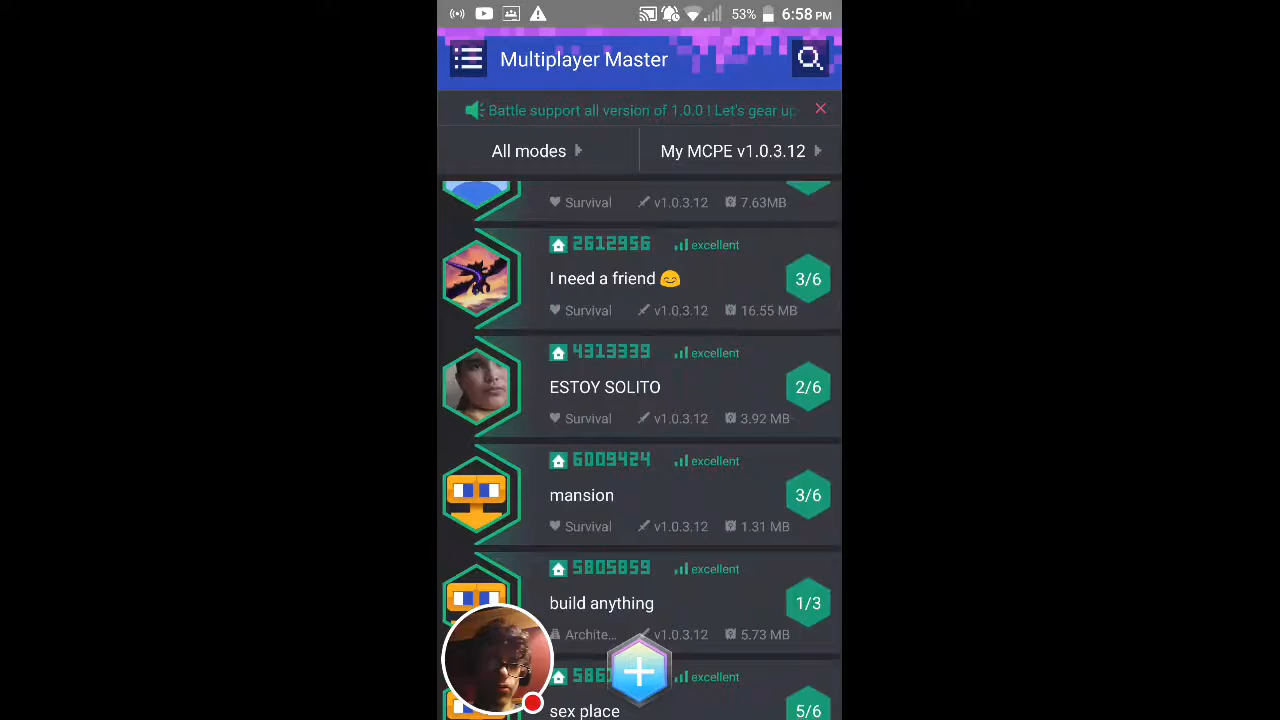 53% 6:58 PM
Multiplayer Master
Battle support all version of 1.0.0! Let's gear up
All modes
My MCPE v1.0.3.12
Survival v1.0.3.12 7.63MB
2612956 excellent
I need a friend 😊
3/6
Survival v1.0.3.12 16.55 MB
4313339 excellent
ESTOY SOLITO
2/6
Survival v1.0.3.12 3.92 MB
6009424 excellent
mansion
3/6
Survival v1.0.3.12 1.31 MB
5805859 excellent
build anything
1/3
Archite... v1.0.3.12 5.73 MB
excellent
sex place
5/6